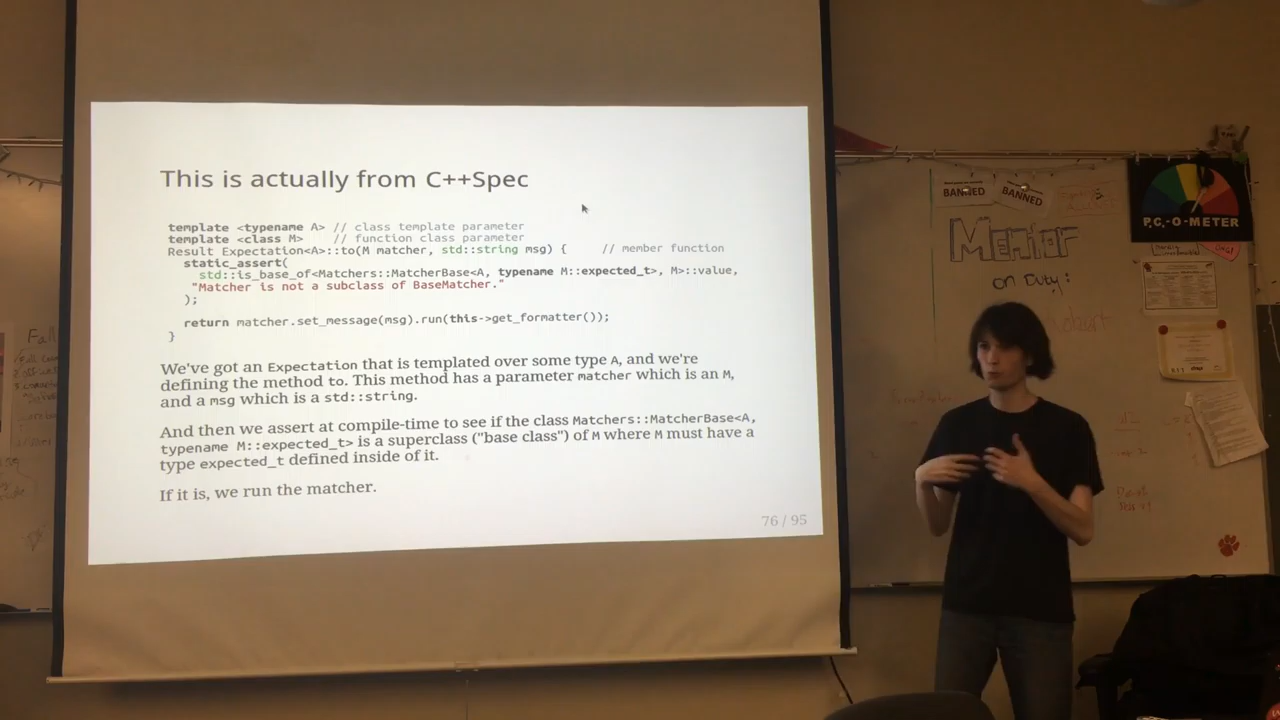 This is actually from C++Spec
template <typename A> // class template parameter
template <class M>    // function class parameter
Result Expectation<A>::to(M matcher, std::string msg) {     // member function
static_assert(
std::is_base_of<Matchers::MatcherBase<A, typename M::expected_t>, M>::value,
"Matcher is not a subclass of BaseMatcher."
);
return matcher.set_message(msg).run(this->get_formatter());
}
We've got an Expectation that is templated over some type A, and we're
defining the method to. This method has a parameter matcher which is an M,
and a msg which is a std::string.
And then we assert at compile-time to see if the class Matchers::MatcherBase<A,
typename M::expected_t> is a superclass ("base class") of M where M must have a
type expected_t defined inside of it.
If it is, we run the matcher.
76 / 95
BANNED
BANNED
Mentor
on Duty:
P.C.-O-METER
Fall